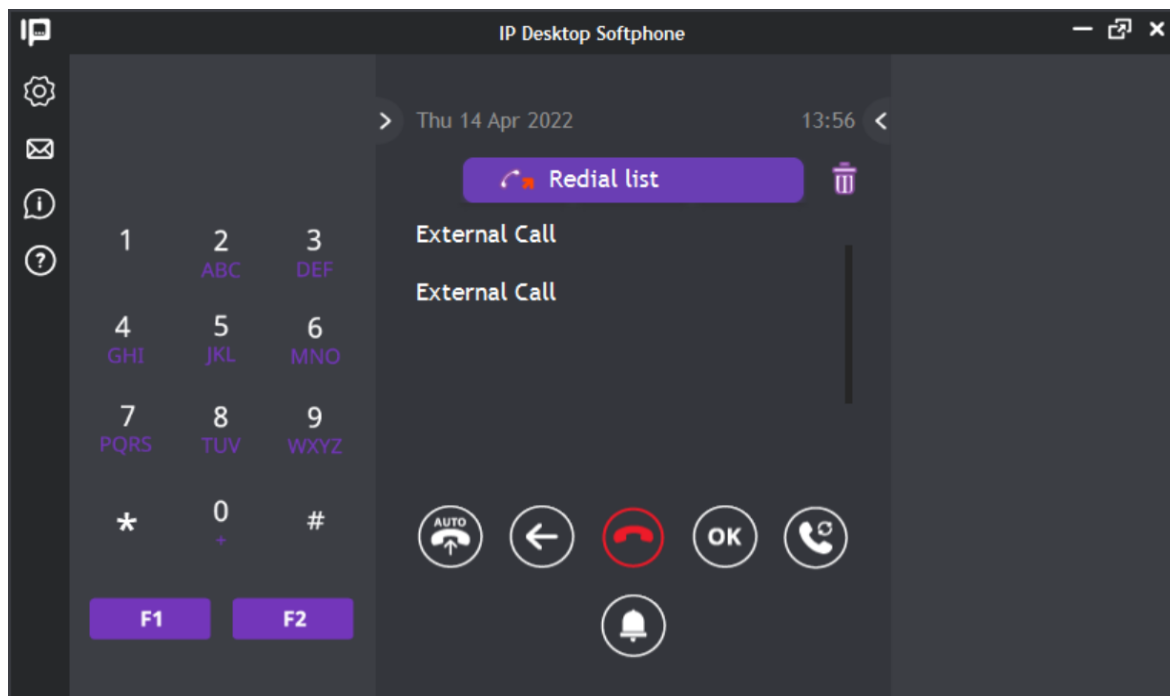 IP
IP Desktop Softphone
Thu 14 Apr 2022 13:56
Redial list
External Call
External Call
1 2 3
ABC DEF
4 5 6
GHI JKL MNO
7 8 9
PQRS TUV WXYZ
* 0 #
+
F1 F2
AUTO
OK